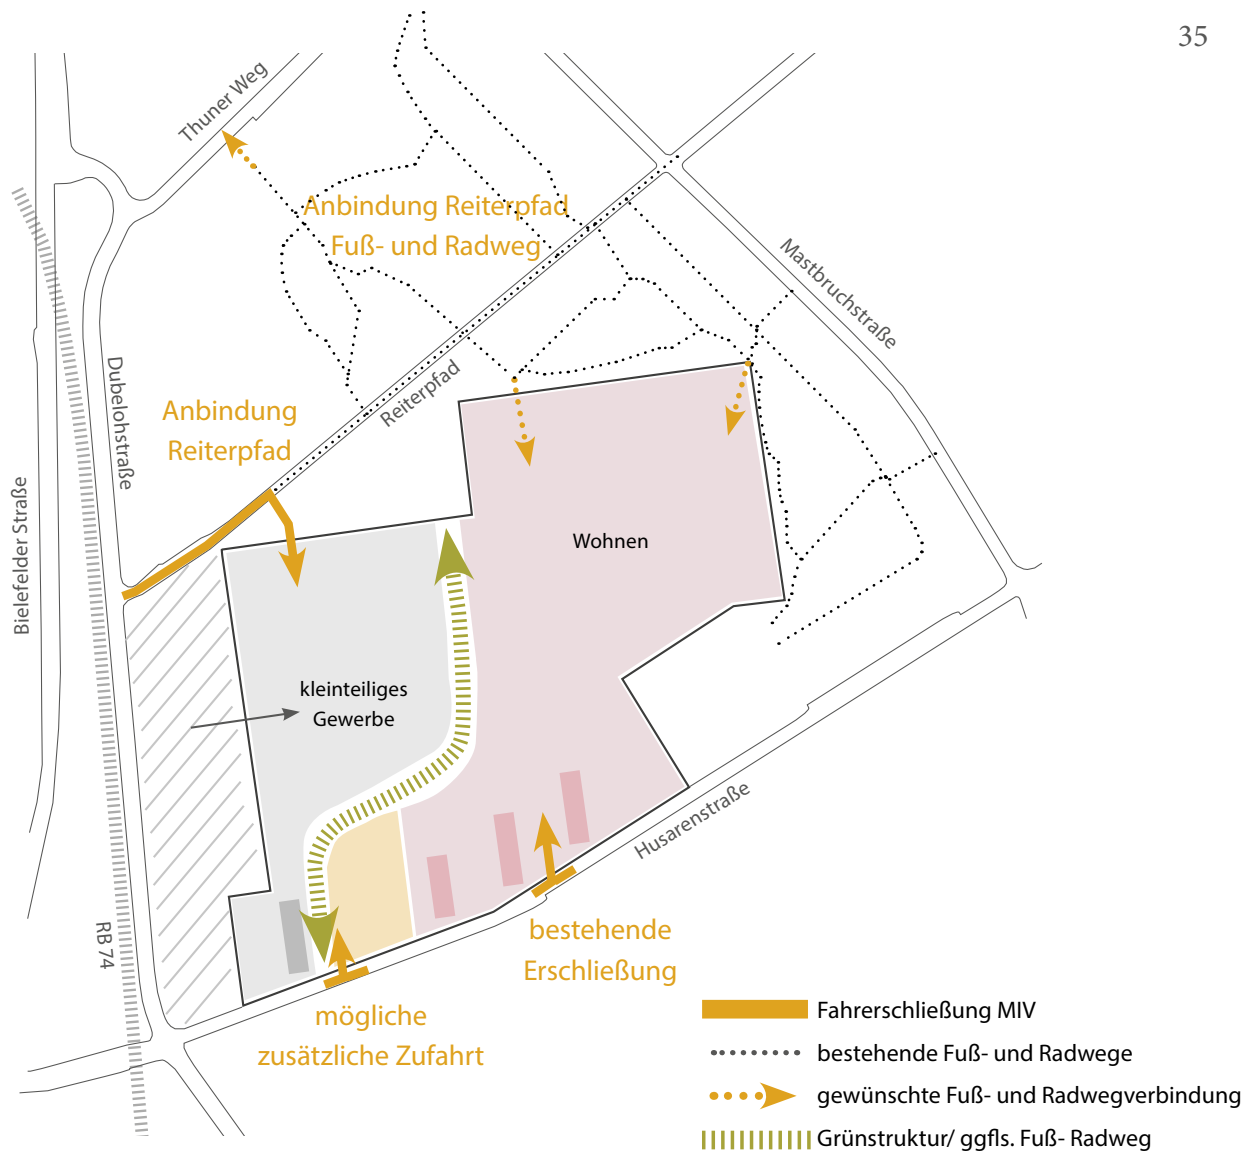 35
Thuner Weg
Anbindung Reiterpfad
Fuß- und Radweg
Mastbruchstraße
Dubelohstraße
Reiterpfad
Anbindung
Reiterpfad
Bielefelder Straße
Wohnen
kleinteiliges
Gewerbe
Husarenstraße
RB 74
bestehende
Erschließung
mögliche
zusätzliche Zufahrt
Fahrerschließung MIV
bestehende Fuß- und Radwege
gewünschte Fuß- und Radwegverbindung
Grünstruktur/ ggfls. Fuß- Radweg